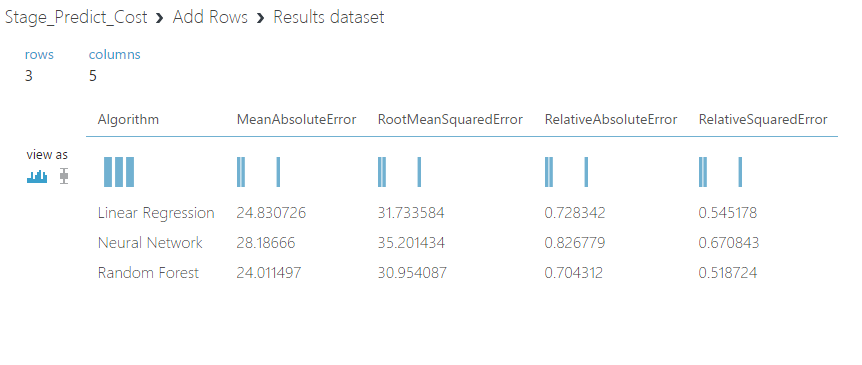 Stage_Predict_Cost > Add Rows > Results dataset
rows columns
3 5
Algorithm MeanAbsoluteError RootMeanSquaredError RelativeAbsoluteError RelativeSquaredError
view as
Linear Regression 24.830726 31.733584 0.728342 0.545178
Neural Network 28.18666 35.201434 0.826779 0.670843
Random Forest 24.011497 30.954087 0.704312 0.518724